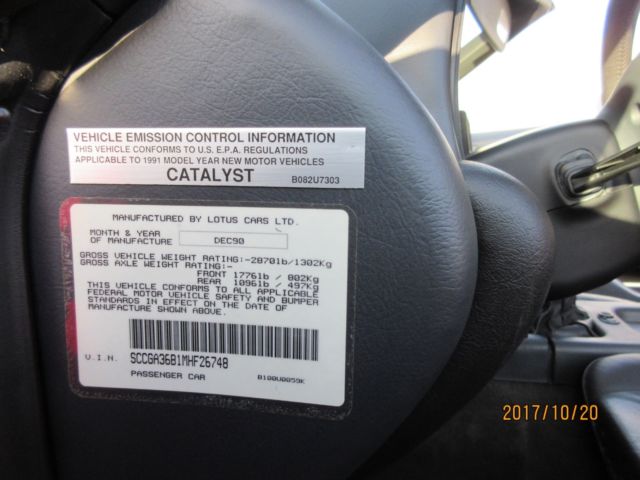 VEHICLE EMISSION CONTROL INFORMATION
THIS VEHICLE CONFORMS TO U.S. E.P.A. REGULATIONS
APPLICABLE TO 1991 MODEL YEAR NEW MOTOR VEHICLES
CATALYST B082U7303
MANUFACTURED BY LOTUS CARS LTD.
MONTH & YEAR
OF MANUFACTURE DEC90
GROSS VEHICLE WEIGHT RATING:-2870lb/1302Kg
GROSS AXLE WEIGHT RATING:-
FRONT 1776lb / 802Kg
REAR 1096lb / 497Kg
THIS VEHICLE CONFORMS TO ALL APPLICABLE
FEDERAL MOTOR VEHICLE SAFETY AND BUMPER
STANDARDS IN EFFECT ON THE DATE OF
MANUFACTURE SHOWN ABOVE.
V.I.N. SCCGA36B1MHF26748
PASSENGER CAR B100U0059K
2017/10/20